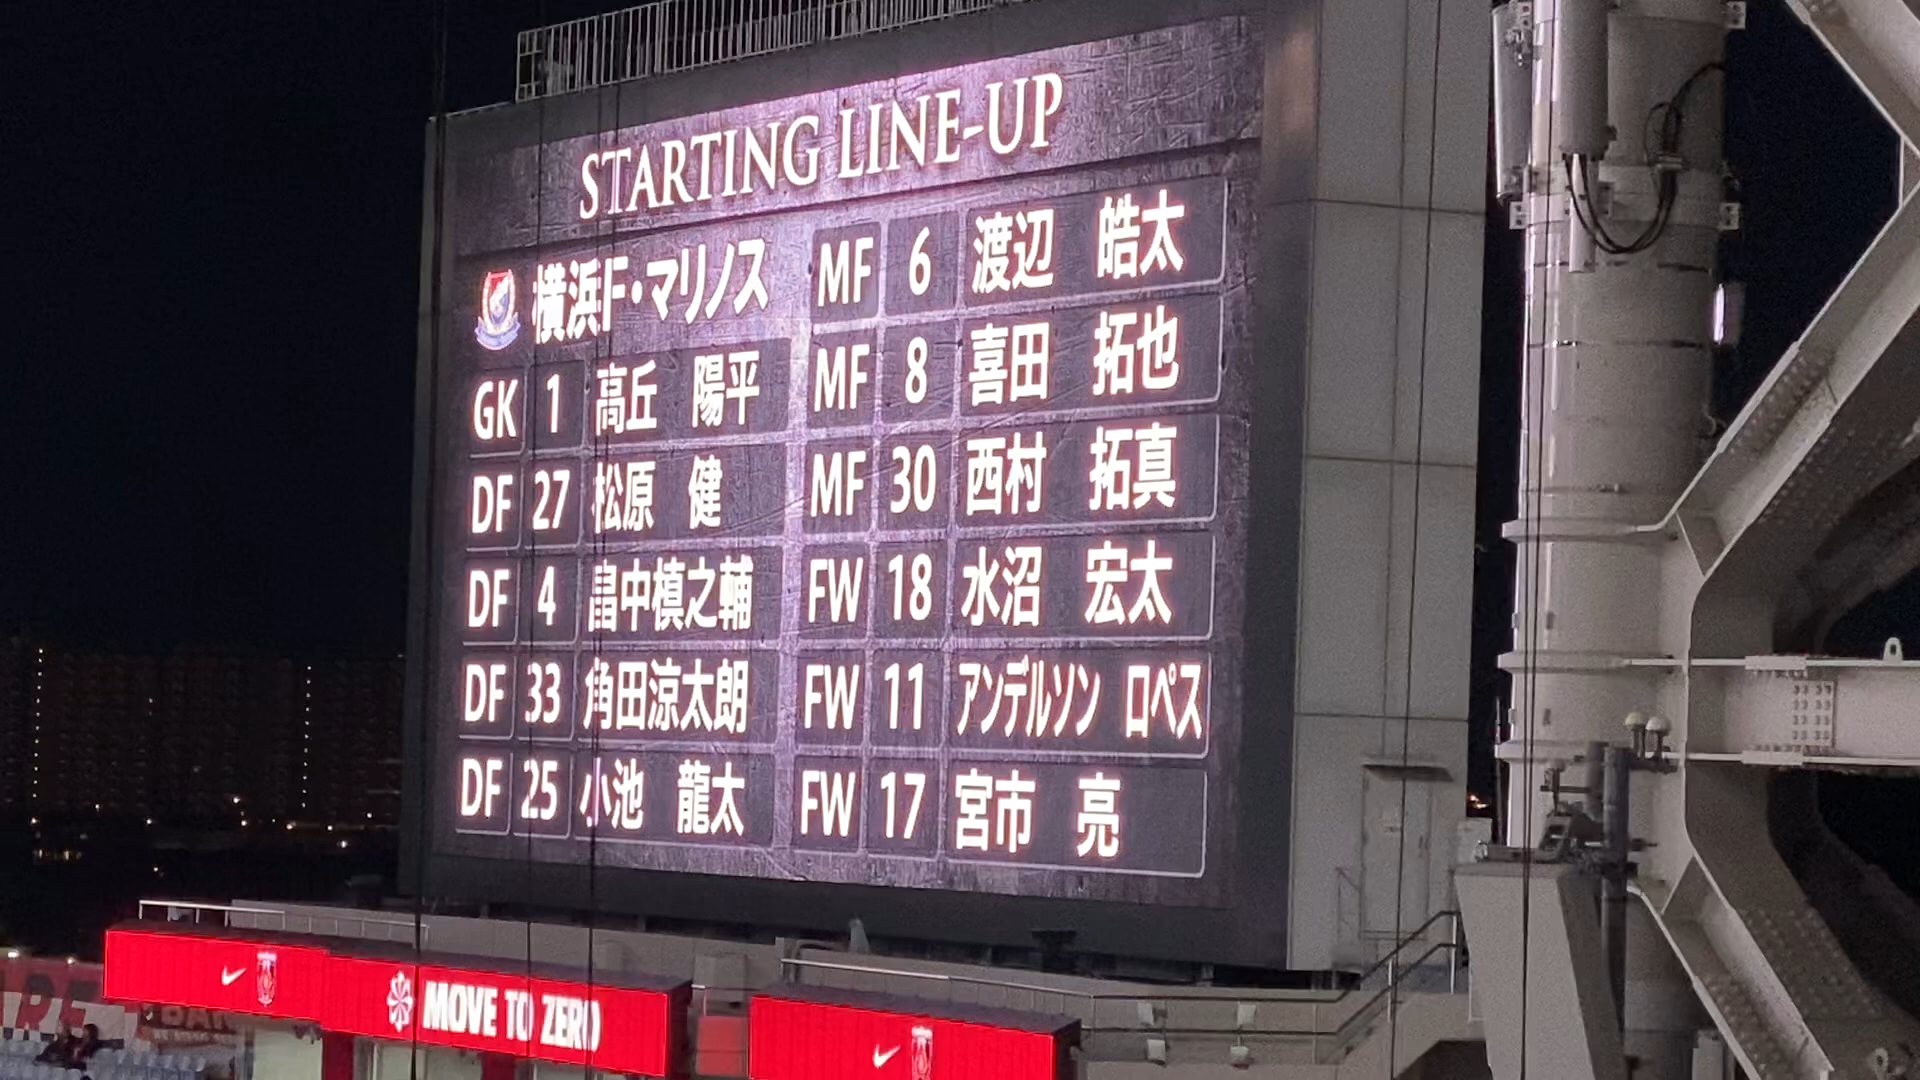 STARTING LINE-UP
横浜F・マリノス
GK 1 高丘 陽平
DF 27 松原 健
DF 4 畠中槙之輔
DF 33 角田涼太朗
DF 25 小池 龍太
MF 6 渡辺 皓太
MF 8 喜田 拓也
MF 30 西村 拓真
FW 18 水沼 宏太
FW 11 アンデルソン ロペス
FW 17 宮市 亮
MOVE TO ZERO